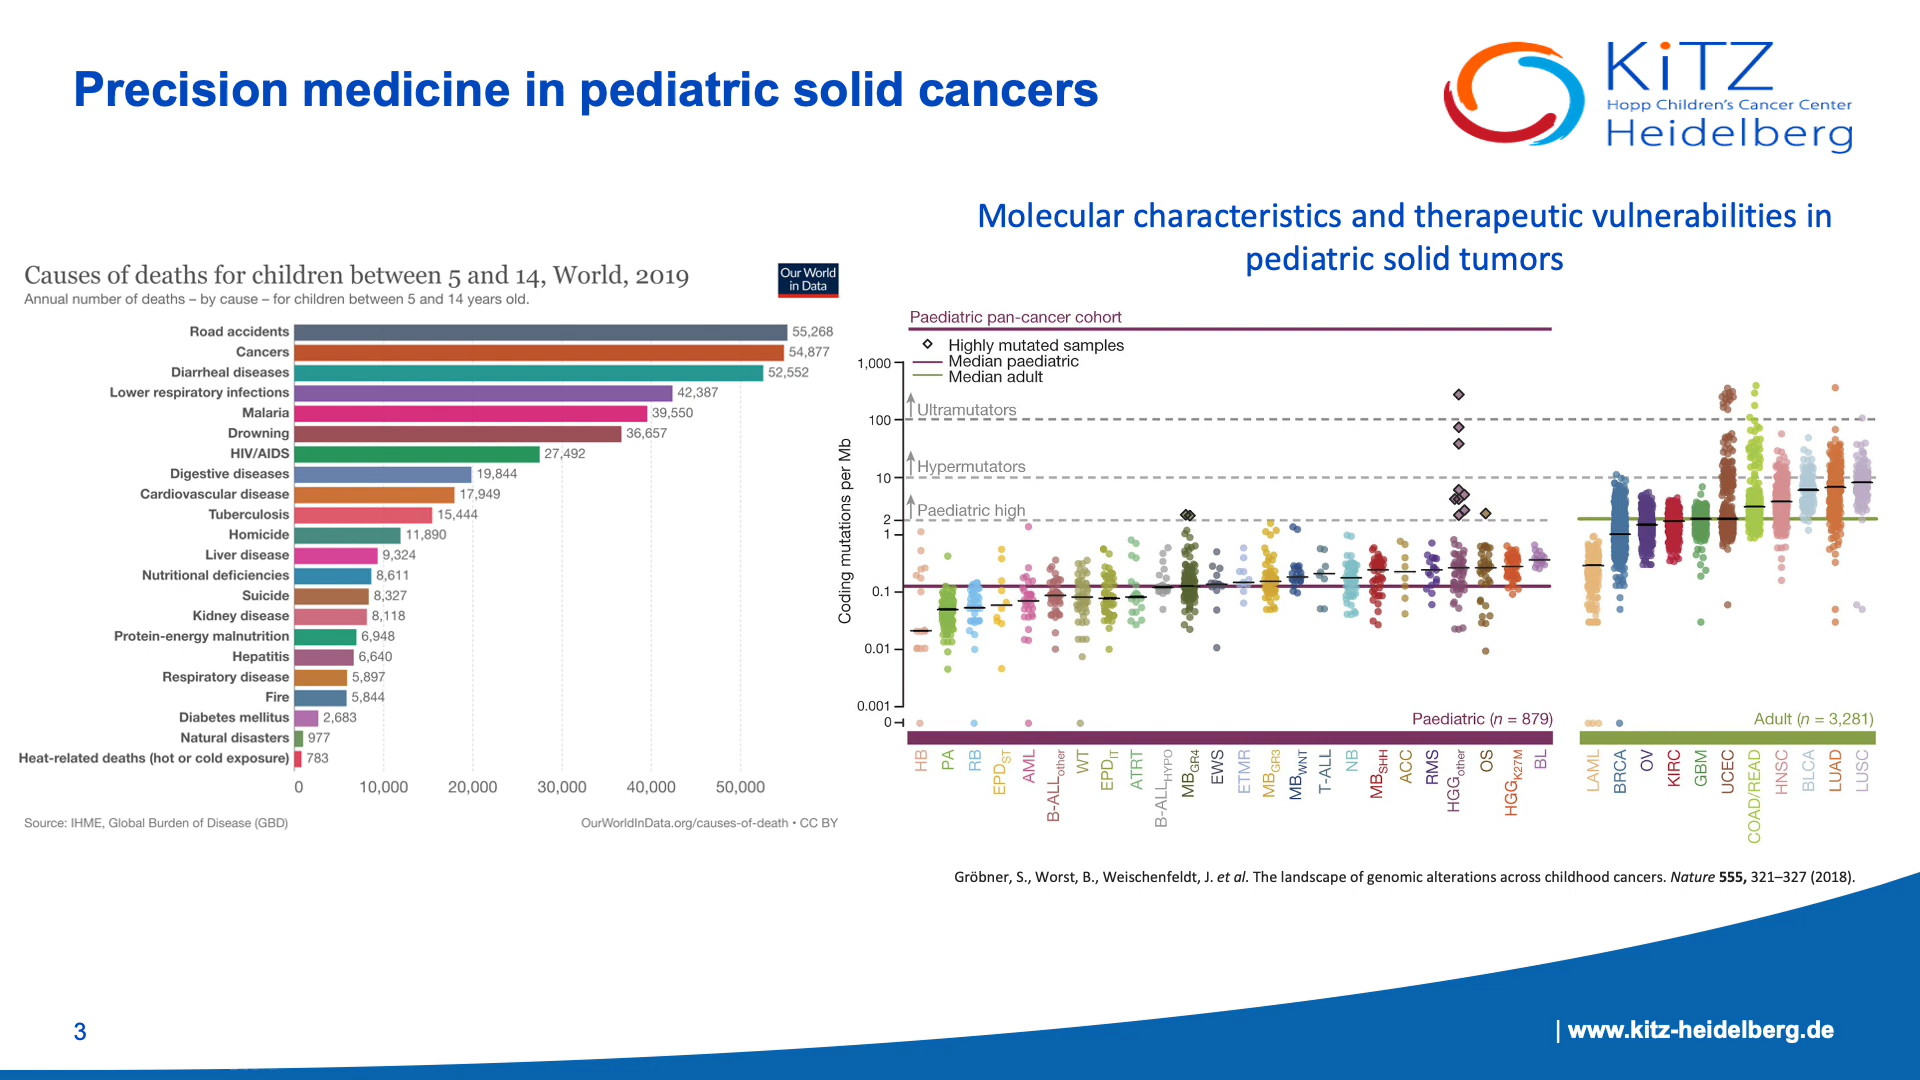 Precision medicine in pediatric solid cancers
KiTZ
Hopp Children's Cancer Center
Heidelberg
Molecular characteristics and therapeutic vulnerabilities in
pediatric solid tumors
Causes of deaths for children between 5 and 14, World, 2019
Annual number of deaths – by cause – for children between 5 and 14 years old.
Our World
in Data
Road accidents 55,268
Cancers 54,877
Diarrheal diseases 52,552
Lower respiratory infections 42,387
Malaria 39,550
Drowning 36,657
HIV/AIDS 27,492
Digestive diseases 19,844
Cardiovascular disease 17,949
Tuberculosis 15,444
Homicide 11,890
Liver disease 9,324
Nutritional deficiencies 8,611
Suicide 8,327
Kidney disease 8,118
Protein-energy malnutrition 6,948
Hepatitis 6,640
Respiratory disease 5,897
Fire 5,844
Diabetes mellitus 2,683
Natural disasters 977
Heat-related deaths (hot or cold exposure) 783
0 10,000 20,000 30,000 40,000 50,000
Source: IHME, Global Burden of Disease (GBD)
OurWorldInData.org/causes-of-death • CC BY
Paediatric pan-cancer cohort
Highly mutated samples
Median paediatric
Median adult
Coding mutations per Mb
1,000
Ultramutators
100
Hypermutators
10
Paediatric high
2
1
0.1
0.01
0.001
0
Paediatric (n = 879)
Adult (n = 3,281)
HB
PA
RB
EPD_ST
AML
B-ALL_other
WT
EPD_IT
ATRT
B-ALL_HYPO
MB_GR4
EWS
ETMR
MB_GR3
MB_WNT
T-ALL
NB
MB_SHH
ACC
RMS
HGG_other
OS
HGG_K27M
BL
LAML
BRCA
OV
KIRC
GBM
UCEC
COAD/READ
HNSC
BLCA
LUAD
LUSC
Gröbner, S., Worst, B., Weischenfeldt, J. et al. The landscape of genomic alterations across childhood cancers. Nature 555, 321–327 (2018).
3
| www.kitz-heidelberg.de